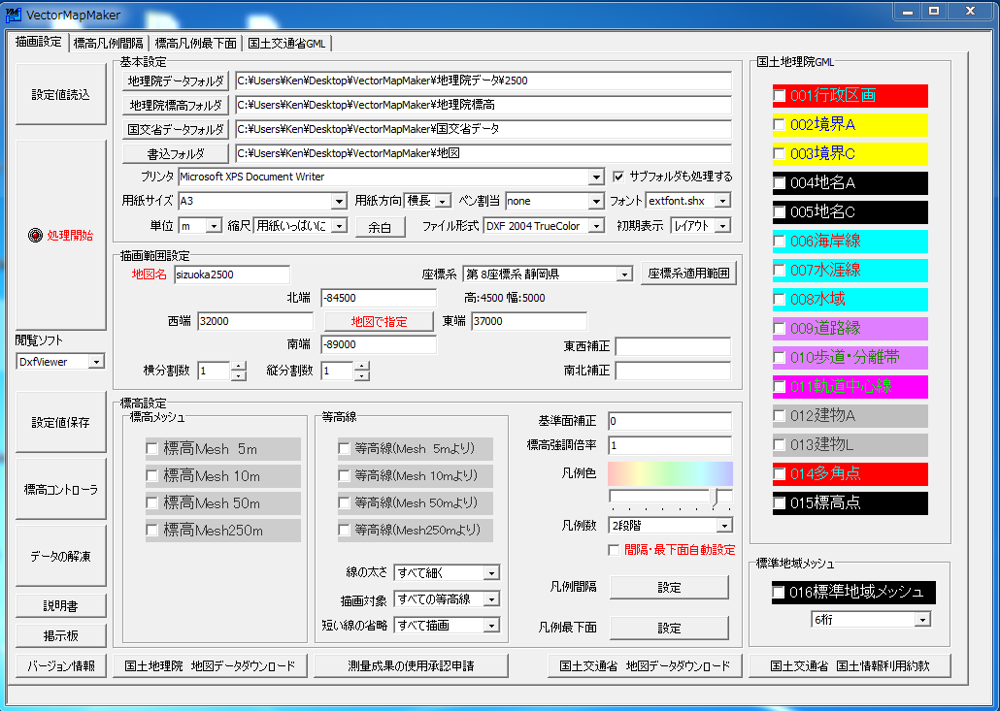 VectorMapMaker
描画設定 標高凡例間隔 標高凡例最下面 国土交通省GML
設定値読込
処理開始
閲覧ソフト
DxfViewer
設定値保存
標高コントローラ
データの解凍
説明書
掲示板
バージョン情報
基本設定
地理院データフォルダ C:¥Users¥Ken¥Desktop¥VectorMapMaker¥地理院データ¥2500
地理院標高フォルダ C:¥Users¥Ken¥Desktop¥VectorMapMaker¥地理院標高
国交省データフォルダ C:¥Users¥Ken¥Desktop¥VectorMapMaker¥国交省データ
書込フォルダ C:¥Users¥Ken¥Desktop¥VectorMapMaker¥地図
プリンタ Microsoft XPS Document Writer サブフォルダも処理する
用紙サイズ A3 用紙方向 横長 ペン割当 none フォント extfont.shx
単位 m 縮尺 用紙いっぱいに 余白 ファイル形式 DXF 2004 TrueColor 初期表示 レイアウト
描画範囲設定
地図名 sizuoka2500 座標系 第 8座標系 静岡県 座標系適用範囲
北端 -84500 高:4500 幅:5000
西端 32000 地図で指定 東端 37000
南端 -89000 東西補正
横分割数 1 縦分割数 1 南北補正
標高設定
標高メッシュ
標高Mesh 5m
標高Mesh 10m
標高Mesh 50m
標高Mesh250m
等高線
等高線(Mesh 5mより)
等高線(Mesh 10mより)
等高線(Mesh 50mより)
等高線(Mesh250mより)
線の太さ すべて細く
描画対象 すべての等高線
短い線の省略 すべて描画
基準面補正 0
標高強調倍率 1
凡例色
凡例数 2段階
間隔・最下面自動設定
凡例間隔 設定
凡例最下面 設定
国土地理院GML
001行政区画
002境界A
003境界C
004地名A
005地名C
006海岸線
007水涯線
008水域
009道路縁
010歩道・分離帯
011軌道中心線
012建物A
013建物L
014多角点
015標高点
標準地域メッシュ
016標準地域メッシュ
6桁
国土地理院 地図データダウンロード 測量成果の使用承認申請 国土交通省 地図データダウンロード 国土交通省 国土情報利用約款